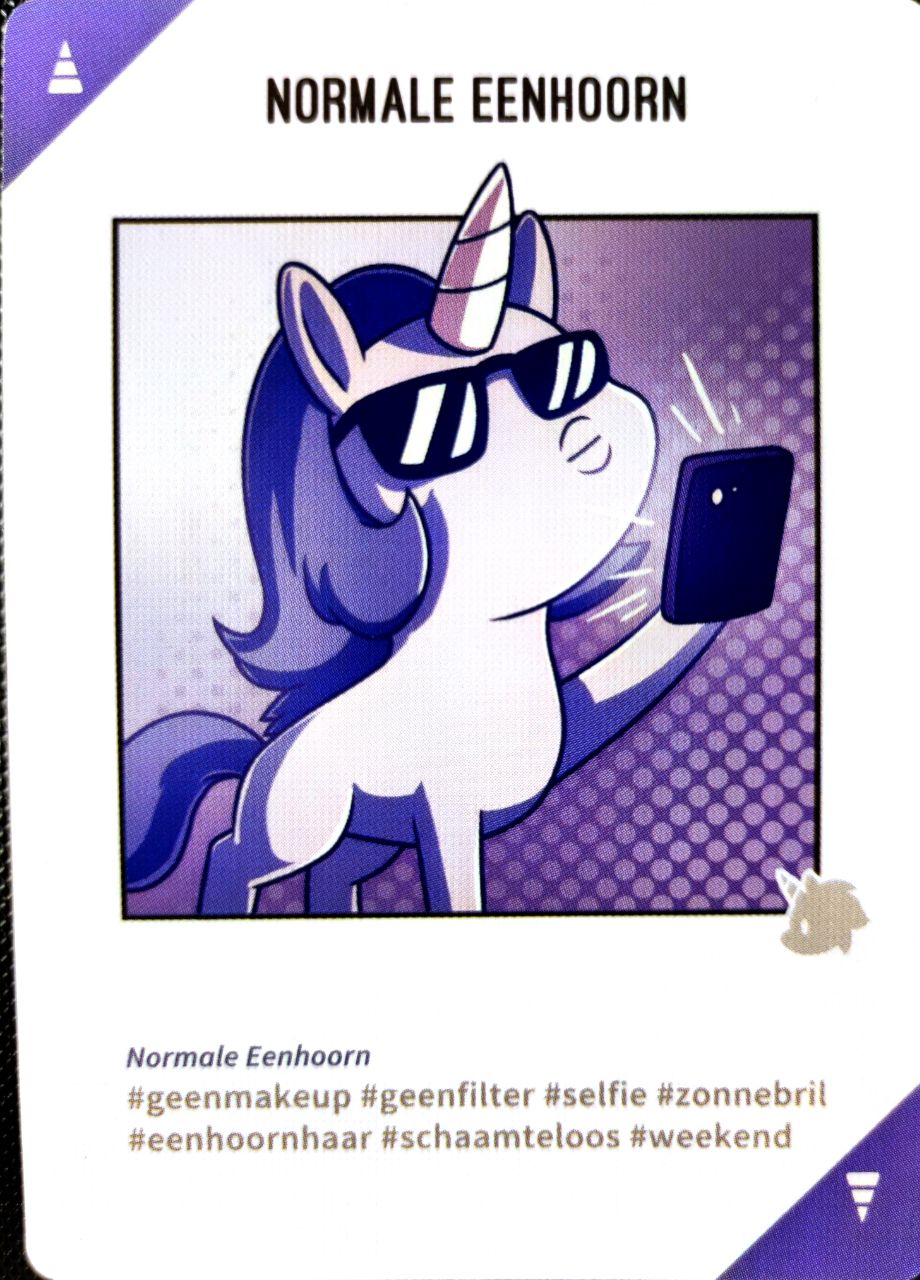 NORMALE EENHOORN
Normale Eenhoorn
#geenmakeup #geenfilter #selfie #zonnebril
#eenhoornhaar #schaamteloos #weekend